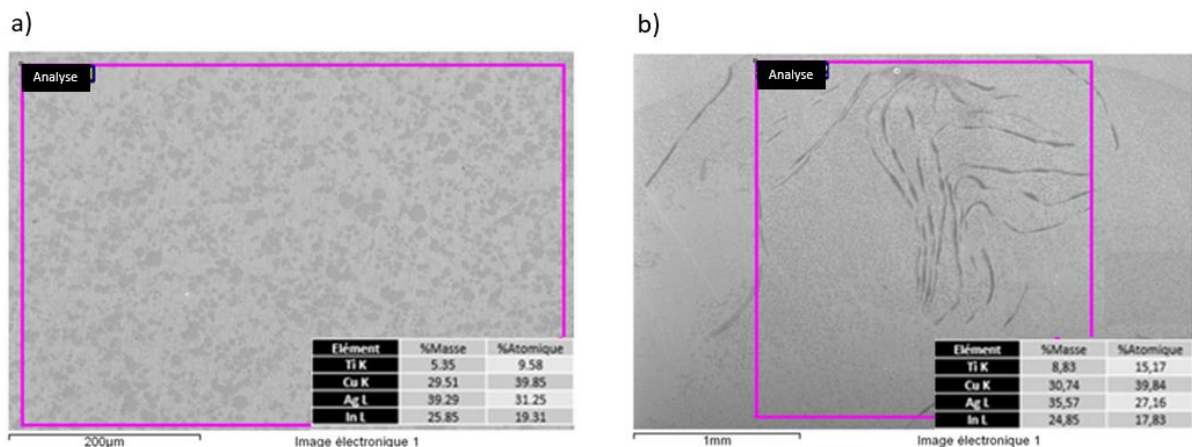 a)
b)
Analyse
Analyse
Elément %Masse %Atomique
Ti K 5.35 9.58
Cu K 29.51 39.85
Ag L 39.29 31.25
In L 25.85 19.31
Elément %Masse %Atomique
Ti K 8,83 15,17
Cu K 30,74 39,84
Ag L 35,57 27,16
In L 24,85 17,83
200µm Image électronique 1
1mm Image électronique 1